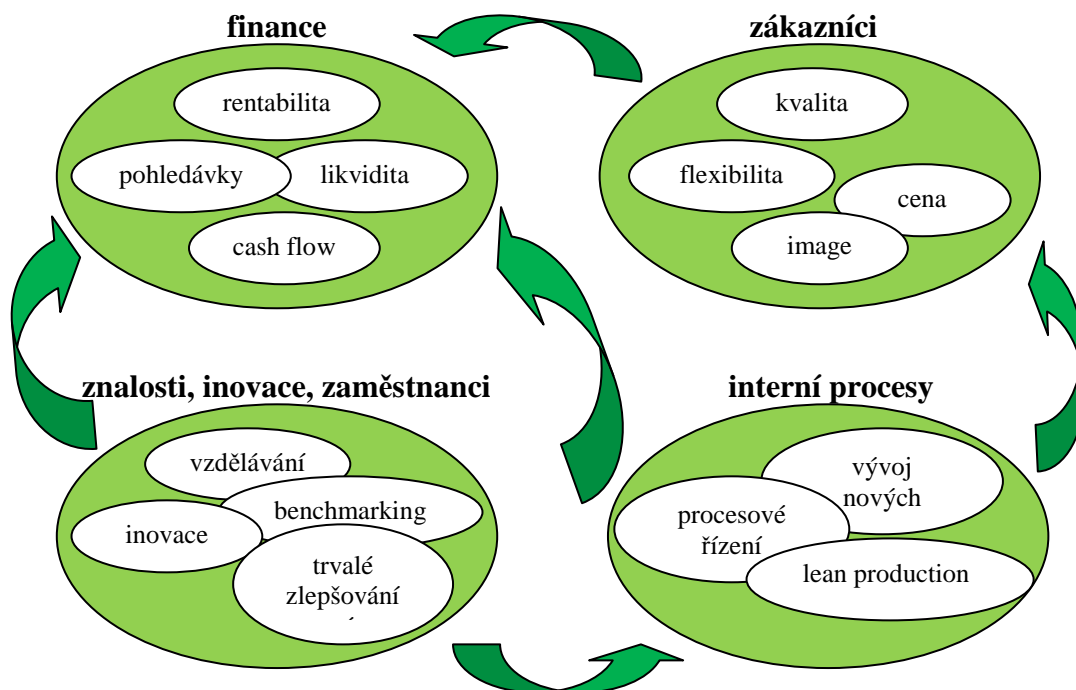 finance
rentabilita
pohledávky
likvidita
cash flow
zákazníci
kvalita
flexibilita
cena
image
znalosti, inovace, zaměstnanci
vzdělávání
benchmarking
inovace
trvalé
zlepšování
interní procesy
vývoj
nových
procesové
řízení
lean production